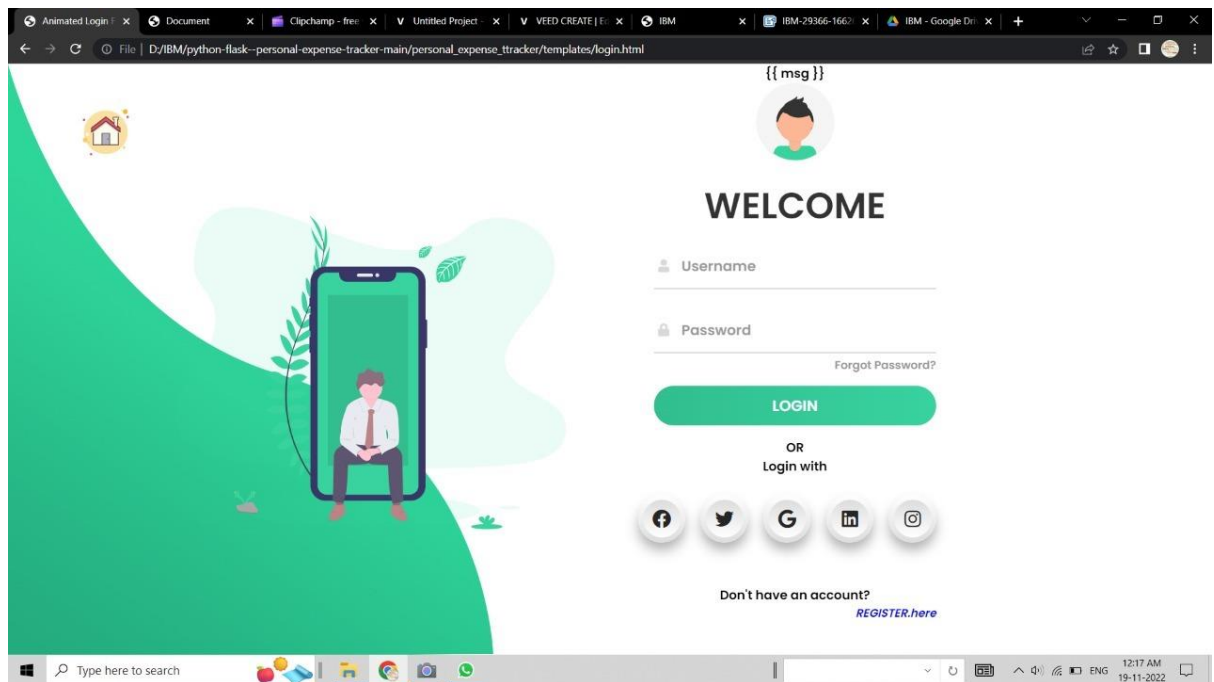 Animated Login F
Document
Clipchamp - free
Untitled Project -
VEED CREATE | Ed
IBM
IBM-29366-1662
IBM - Google Dri
File | D:/IBM/python-flask--personal-expense-tracker-main/personal_expense_ttracker/templates/login.html
{{ msg }}
WELCOME
Username
Password
Forgot Password?
LOGIN
OR
Login with
Don't have an account?
REGISTER.here
Type here to search
ENG
12:17 AM
19-11-2022